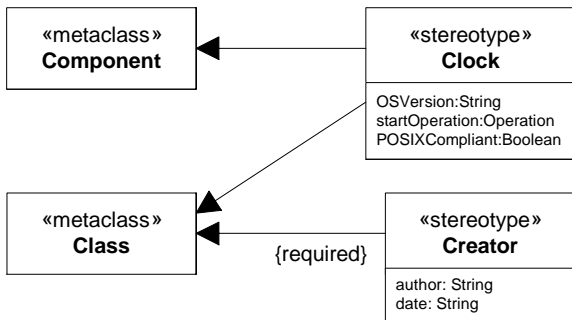 «metaclass»
Component
«stereotype»
Clock
OSVersion:String
startOperation:Operation
POSIXCompliant:Boolean
«metaclass»
Class
{required}
«stereotype»
Creator
author: String
date: String